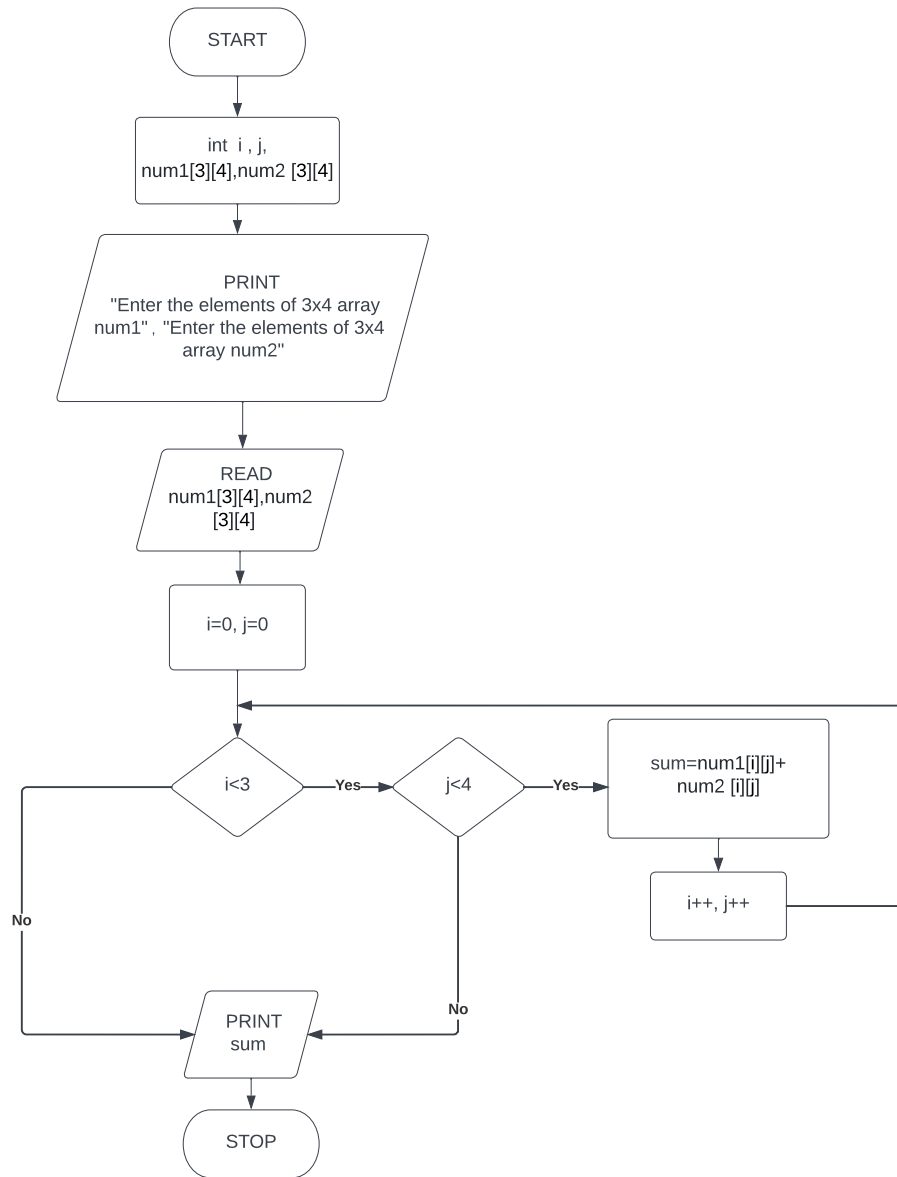 START
int  i , j,
num1[3][4],num2 [3][4]
PRINT
"Enter the elements of 3x4 array
num1" , "Enter the elements of 3x4
array num2"
READ
num1[3][4],num2
[3][4]
i=0, j=0
i<3
Yes
j<4
Yes
sum=num1[i][j]+
num2 [i][j]
i++, j++
No
No
PRINT
sum
STOP